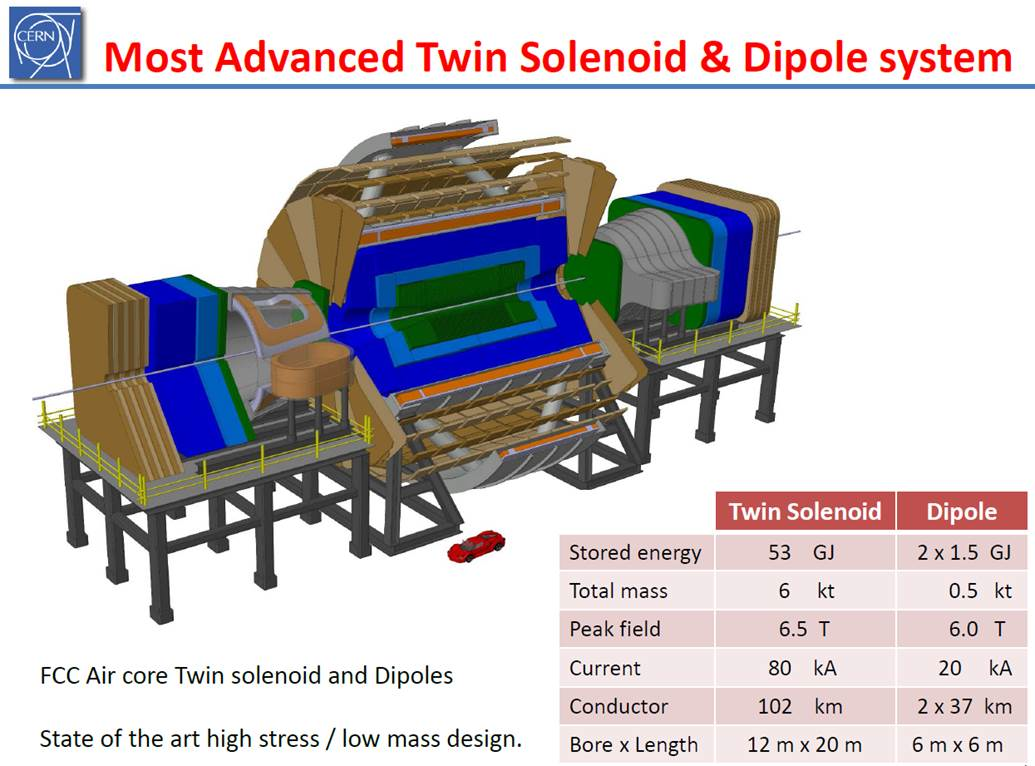 CERN
Most Advanced Twin Solenoid & Dipole system
Twin Solenoid Dipole
Stored energy 53 GJ 2 x 1.5 GJ
Total mass 6 kt 0.5 kt
Peak field 6.5 T 6.0 T
Current 80 kA 20 kA
Conductor 102 km 2 x 37 km
Bore x Length 12 m x 20 m 6 m x 6 m
FCC Air core Twin solenoid and Dipoles
State of the art high stress / low mass design.